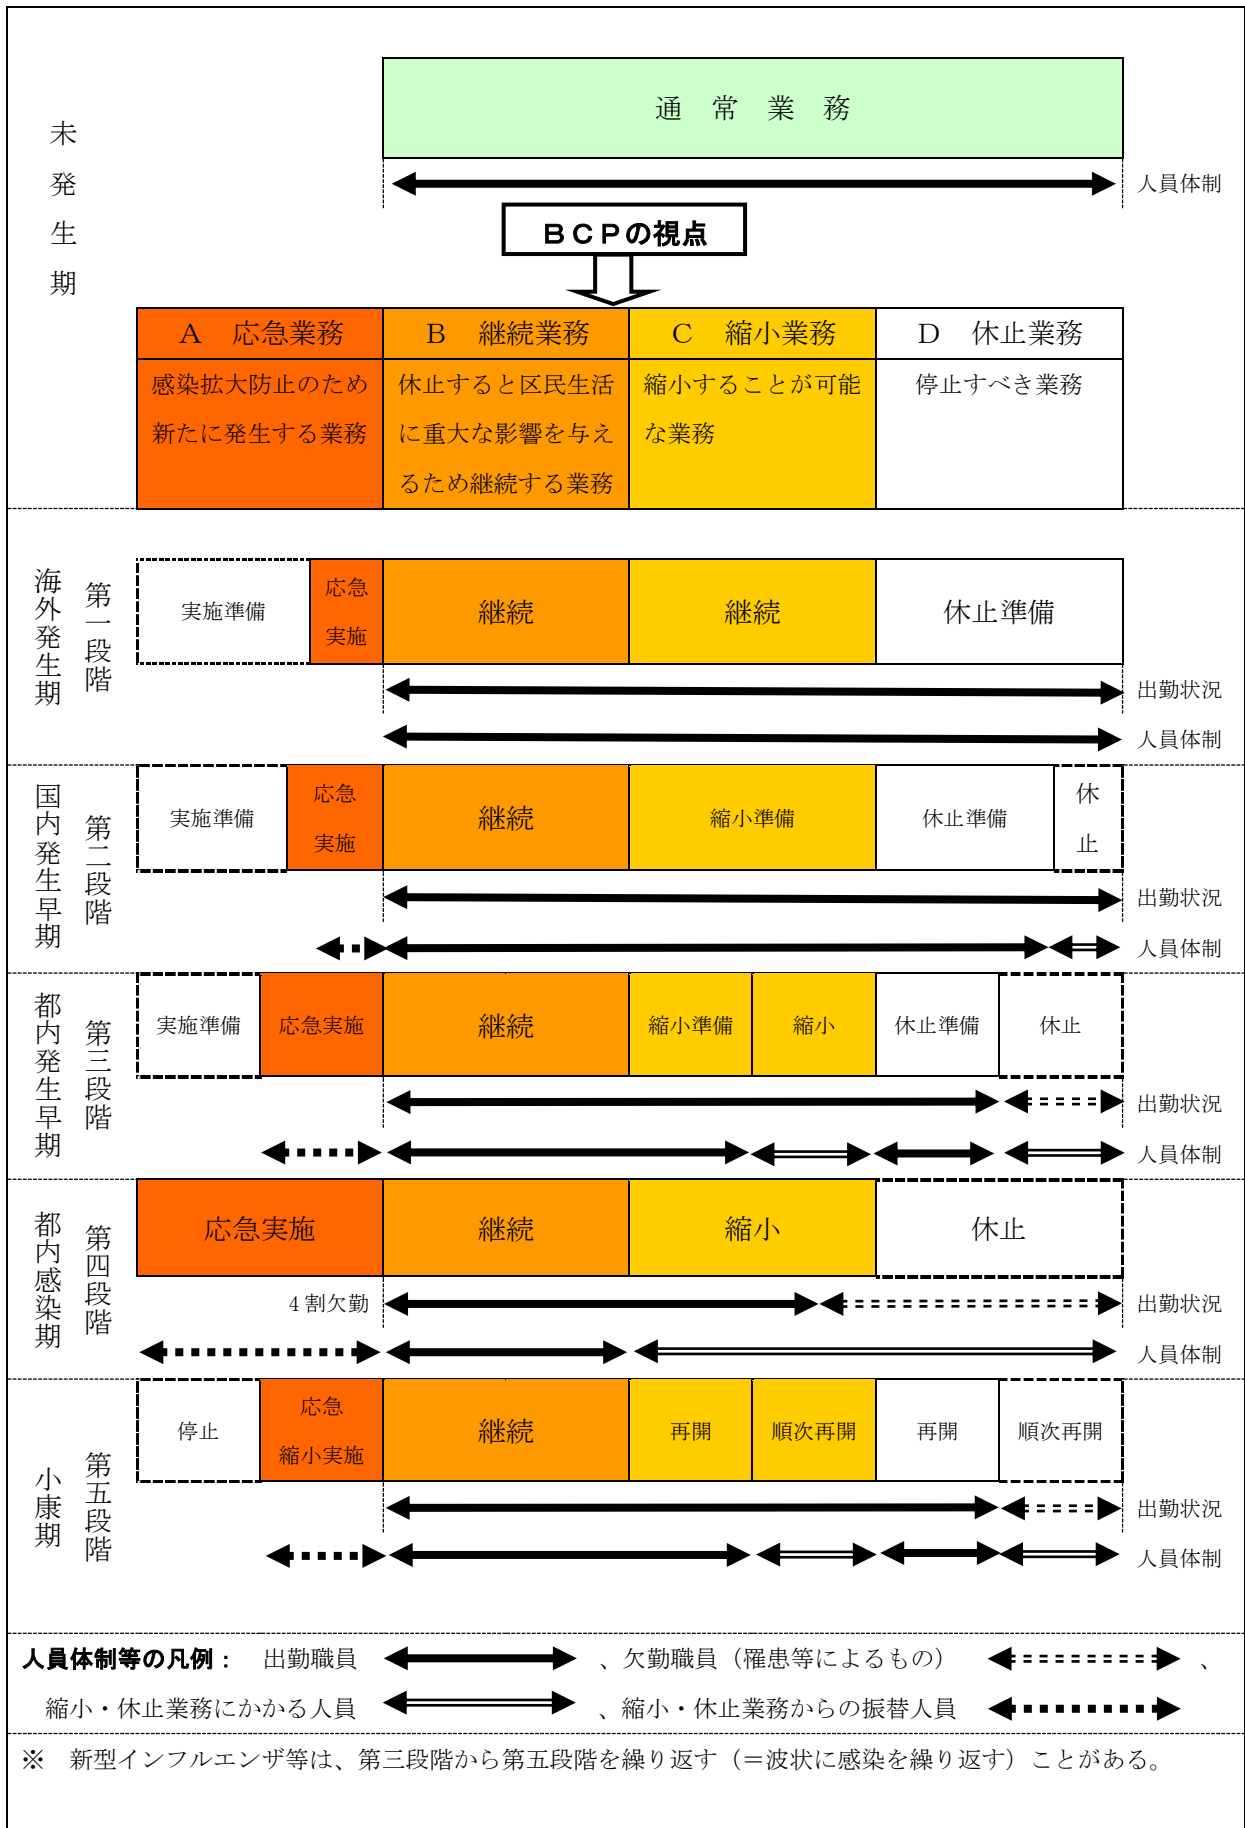 未発生期
通　常　業　務
人員体制
ＢＣＰの視点
A　応急業務
B　継続業務
C　縮小業務
D　休止業務
感染拡大防止のため
新たに発生する業務
休止すると区民生活
に重大な影響を与え
るため継続する業務
縮小することが可能
な業務
停止すべき業務
第一段階
海外発生期
実施準備
応急
実施
継続
継続
休止準備
出勤状況
人員体制
第二段階
国内発生早期
実施準備
応急
実施
継続
縮小準備
休止準備
休
止
出勤状況
人員体制
第三段階
都内発生早期
実施準備
応急実施
継続
縮小準備
縮小
休止準備
休止
出勤状況
人員体制
第四段階
都内感染期
応急実施
継続
縮小
休止
4 割欠勤
出勤状況
人員体制
第五段階
小康期
停止
応急
縮小実施
継続
再開
順次再開
再開
順次再開
出勤状況
人員体制
人員体制等の凡例：　出勤職員　、欠勤職員（罹患等によるもの）　、
縮小・休止業務にかかる人員　、縮小・休止業務からの振替人員
※　新型インフルエンザ等は、第三段階から第五段階を繰り返す（＝波状に感染を繰り返す）ことがある。